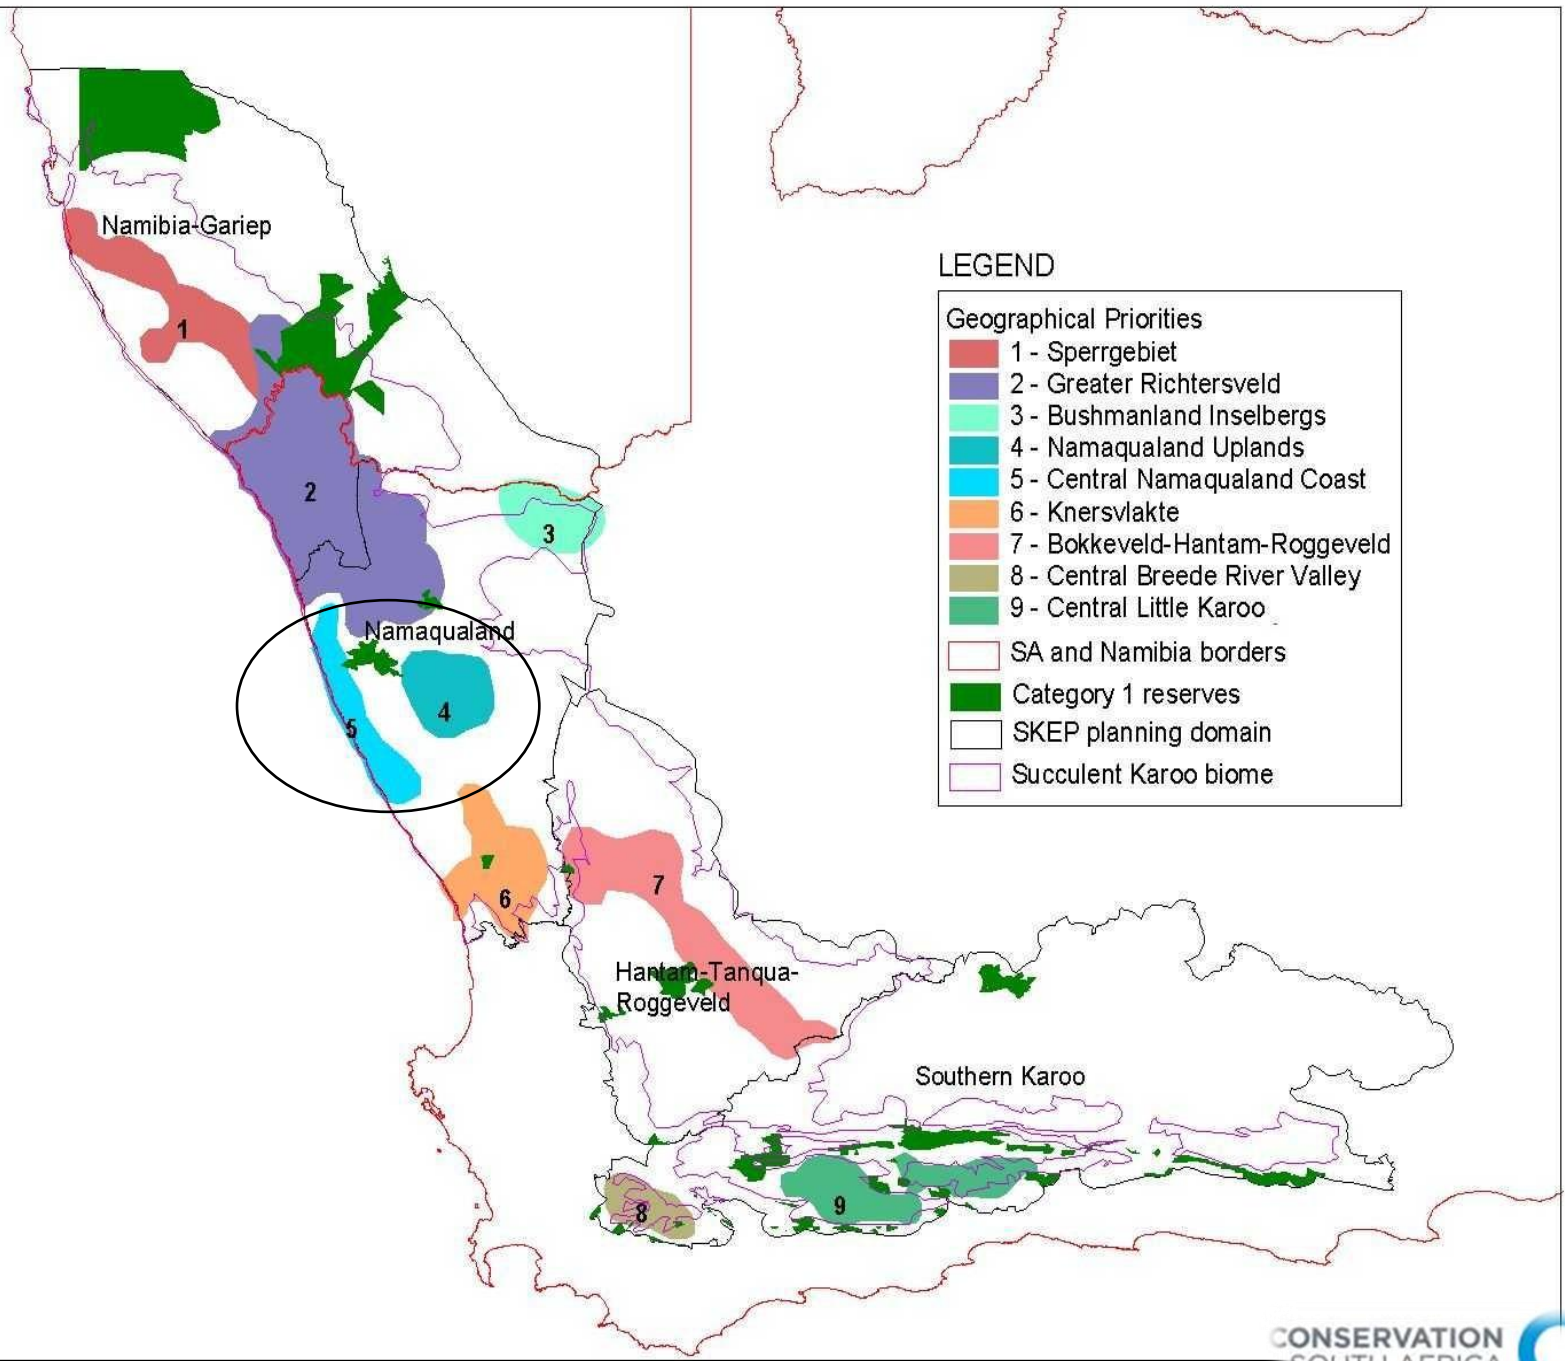 Namibia-Gariep
1
2
3
Namaqualand
4
5
6
7
Hantam-Tanqua-
Roggeveld
Southern Karoo
8
9
LEGEND
Geographical Priorities
1 - Sperrgebiet
2 - Greater Richtersveld
3 - Bushmanland Inselbergs
4 - Namaqualand Uplands
5 - Central Namaqualand Coast
6 - Knersvlakte
7 - Bokkeveld-Hantam-Roggeveld
8 - Central Breede River Valley
9 - Central Little Karoo
SA and Namibia borders
Category 1 reserves
SKEP planning domain
Succulent Karoo biome
CONSERVATION
SOUTH AFRICA